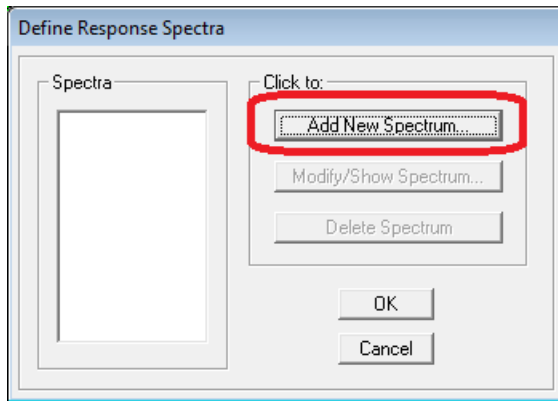 Define Response Spectra
Spectra
Click to:
Add New Spectrum...
Modify/Show Spectrum...
Delete Spectrum
OK
Cancel